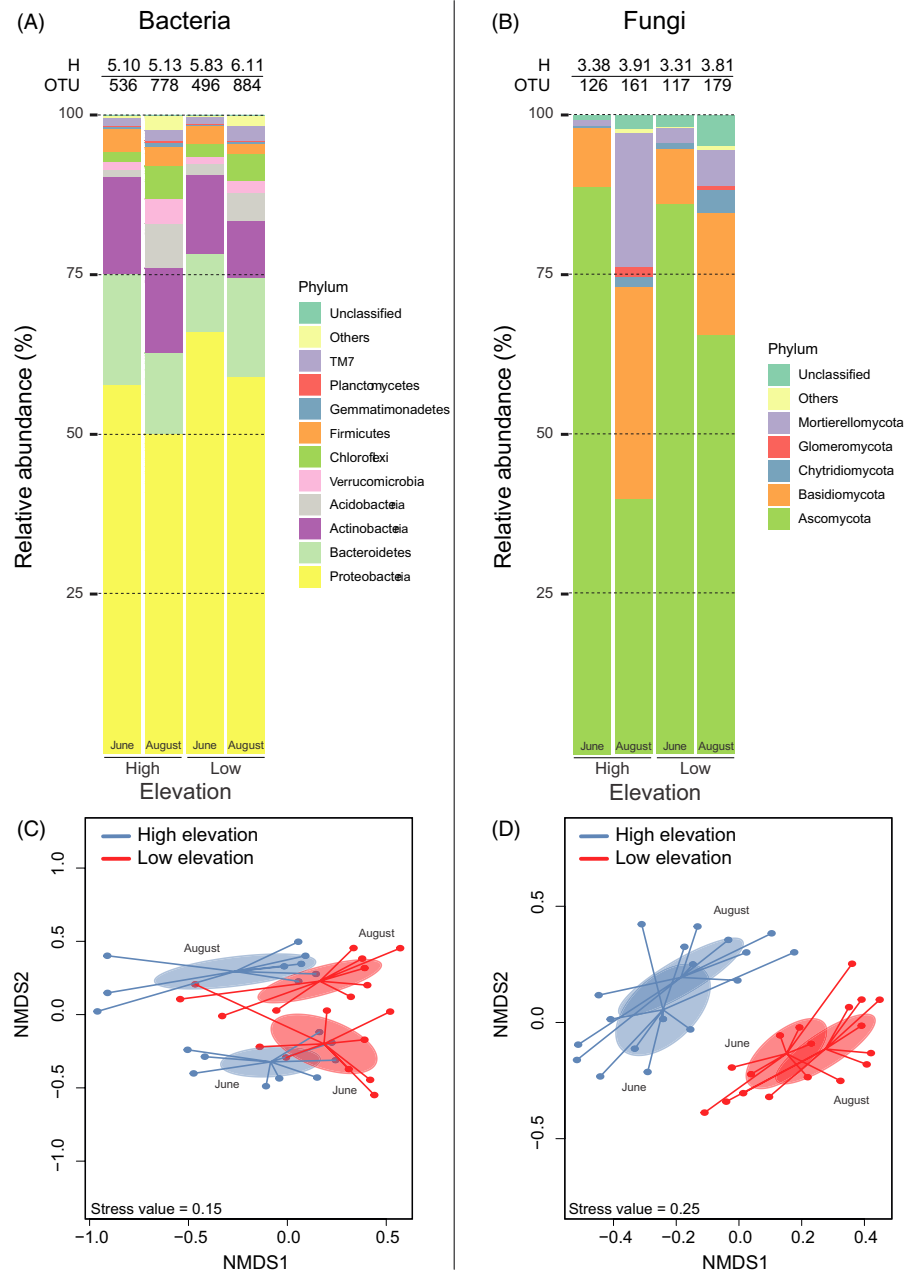 (A) Bacteria
H 5.10 5.13 5.83 6.11
OTU 536 778 496 884
Relative abundance (%)
100
75
50
25
June August June August
High Low
Elevation
Phylum
Unclassified
Others
TM7
Planctomycetes
Gemmatimonadetes
Firmicutes
Chloroflexi
Verrucomicrobia
Acidobacteria
Actinobacteria
Bacteroidetes
Proteobacteria
(B) Fungi
H 3.38 3.91 3.31 3.81
OTU 126 161 117 179
Relative abundance (%)
100
75
50
25
June August June August
High Low
Elevation
Phylum
Unclassified
Others
Mortierellomycota
Glomeromycota
Chytridiomycota
Basidiomycota
Ascomycota
(C)
High elevation
Low elevation
August
August
June
June
Stress value = 0.15
NMDS2
1.0
0.5
0.0
−0.5
−1.0
−1.0 −0.5 0.0 0.5
NMDS1
(D)
High elevation
Low elevation
August
June
June
August
Stress value = 0.25
NMDS2
0.5
0.0
−0.5
−0.4 −0.2 0.0 0.2 0.4
NMDS1